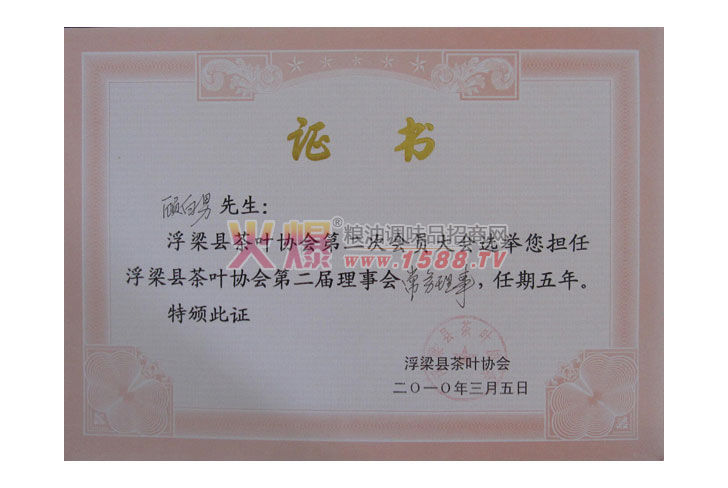 证书
顾白男 先生：
浮梁县茶叶协会第二次会员大会选举您担任
浮梁县茶叶协会第二届理事会常务理事，任期五年。
特颁此证
浮梁县茶叶协会
二〇一〇年三月五日
火爆®粮油调味品招商网
www.1588.TV